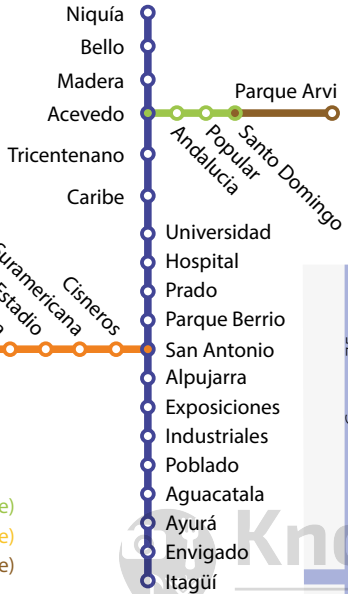 Niquía
Bello
Madera
Parque Arvi
Acevedo
Andalucia
Popular
Santo Domingo
Tricentenano
Caribe
Universidad
Hospital
Prado
Parque Berrio
Suramericana
Estadio
Cisneros
San Antonio
Alpujarra
Exposiciones
Industriales
Poblado
Aguacatala
Ayurá
Envigado
Itagüí